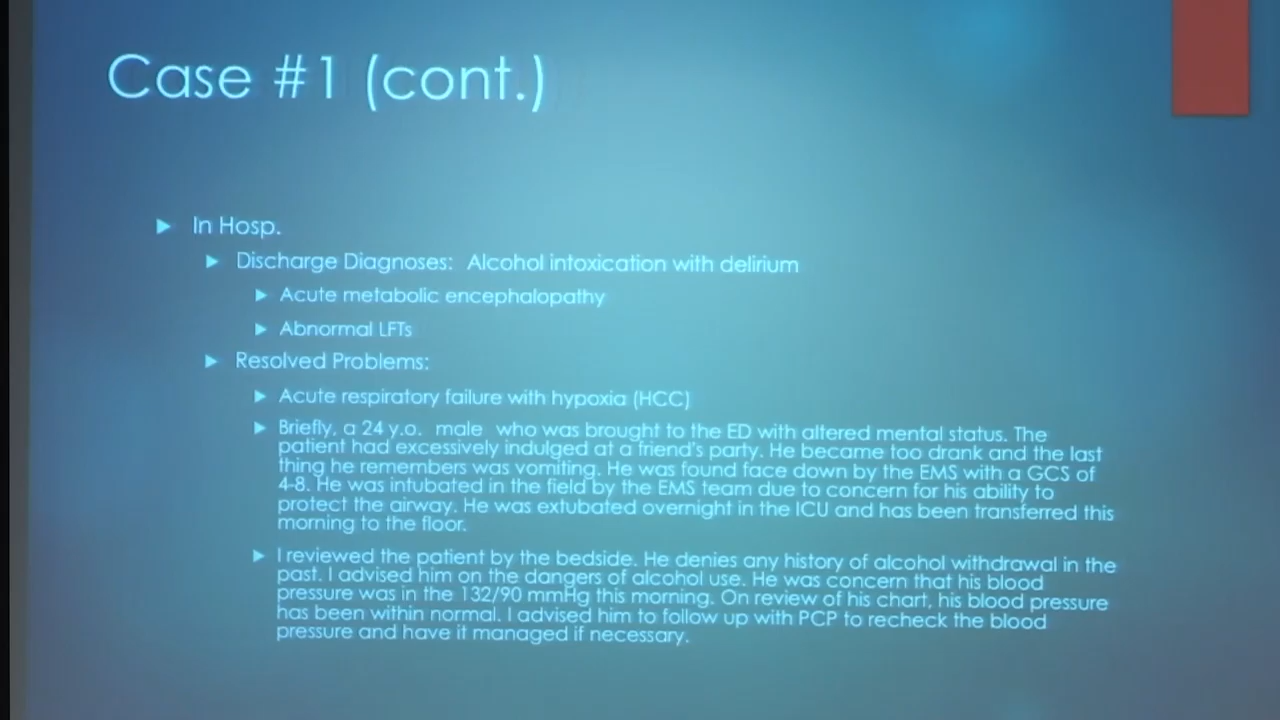 Case #1 (cont.)
In Hosp.
Discharge Diagnoses: Alcohol intoxication with delirium
Acute metabolic encephalopathy
Abnormal LFTs
Resolved Problems:
Acute respiratory failure with hypoxia (HCC)
Briefly, a 24 y.o. male who was brought to the ED with altered mental status. The
patient had excessively indulged at a friend's party. He became too drank and the last
thing he remembers was vomiting. He was found face down by the EMS with a GCS of
4-8. He was intubated in the field by the EMS team due to concern for his ability to
protect the airway. He was extubated overnight in the ICU and has been transferred this
morning to the floor.
I reviewed the patient by the bedside. He denies any history of alcohol withdrawal in the
past. I advised him on the dangers of alcohol use. He was concern that his blood
pressure was in the 132/90 mmHg this morning. On review of his chart, his blood pressure
has been within normal. I advised him to follow up with PCP to recheck the blood
pressure and have it managed if necessary.